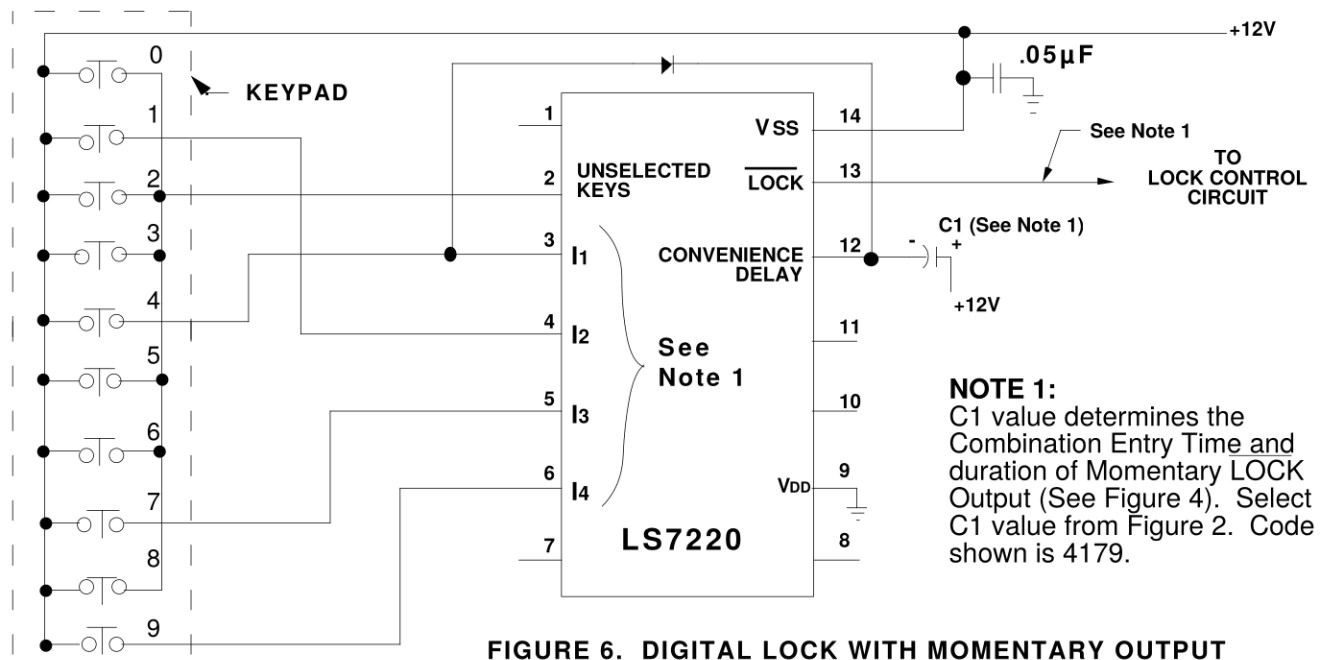 +12V
0
.05µF
KEYPAD
1
1
VSS
14
See Note 1
TO
LOCK CONTROL
CIRCUIT
2
2
UNSELECTED
KEYS
LOCK
13
3
3
I1
CONVENIENCE
DELAY
12
C1 (See Note 1)
-
+
+12V
4
4
I2
See
Note 1
11
5
5
I3
10
6
6
I4
VDD
9
7
7
LS7220
8
8
9
NOTE 1:
C1 value determines the
Combination Entry Time and
duration of Momentary LOCK
Output (See Figure 4). Select
C1 value from Figure 2. Code
shown is 4179.
FIGURE 6. DIGITAL LOCK WITH MOMENTARY OUTPUT